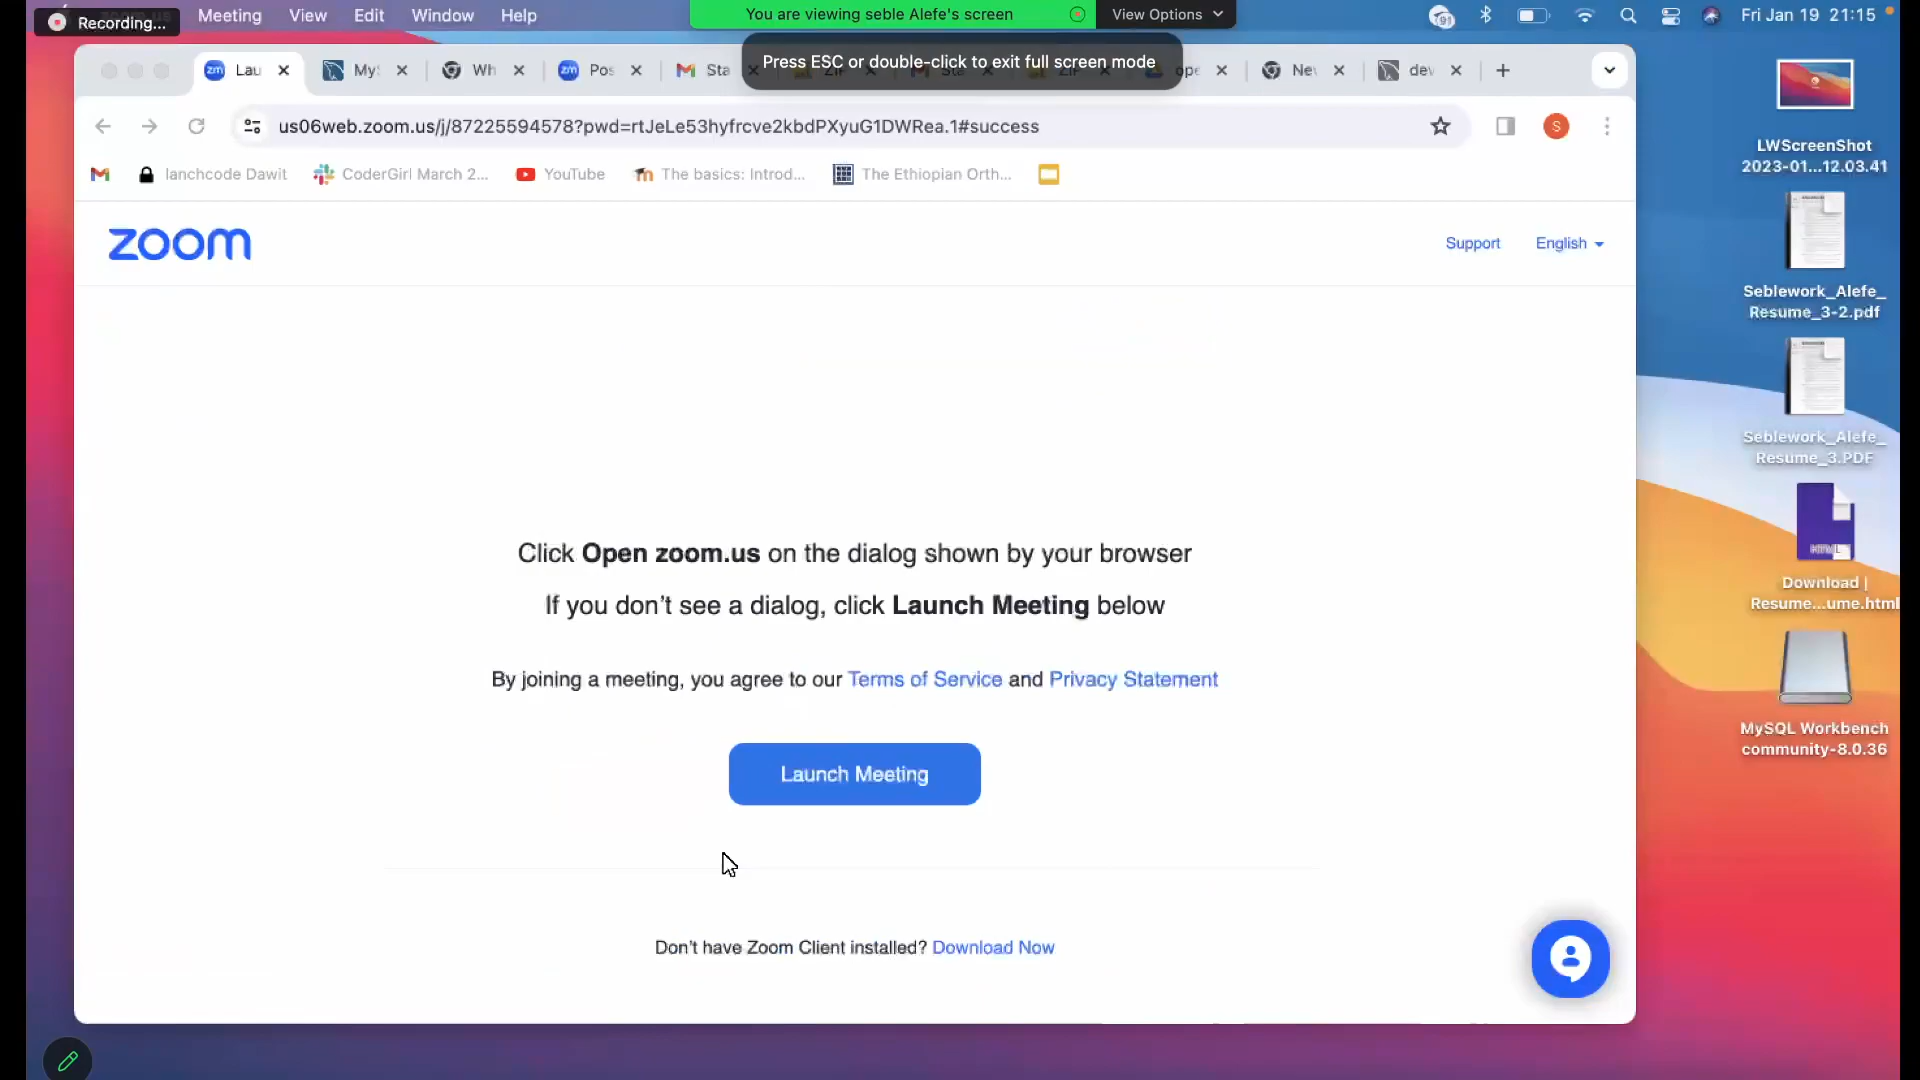 Recording...
Meeting View Edit Window Help
You are viewing seble Alefe's screen
View Options
91
Fri Jan 19 21:15
Press ESC or double-click to exit full screen mode
zm Lau
My
Wh
zm Pos
Sta
ope
Ne
dev
us06web.zoom.us/j/87225594578?pwd=rtJeLe53hyfrcve2kbdPXyuG1DWRea.1#success
S
lanchcode Dawit
CoderGirl March 2...
YouTube
The basics: Introd...
The Ethiopian Orth...
zoom
Support
English
Click Open zoom.us on the dialog shown by your browser
If you don't see a dialog, click Launch Meeting below
By joining a meeting, you agree to our Terms of Service and Privacy Statement
Launch Meeting
Don't have Zoom Client installed? Download Now
LWScreenShot
2023-01...12.03.41
Seblework_Alefe_
Resume_3-2.pdf
Seblework_Alefe_
Resume_3.PDF
HTML
Download |
Resume...ume.html
MySQL Workbench
community-8.0.36